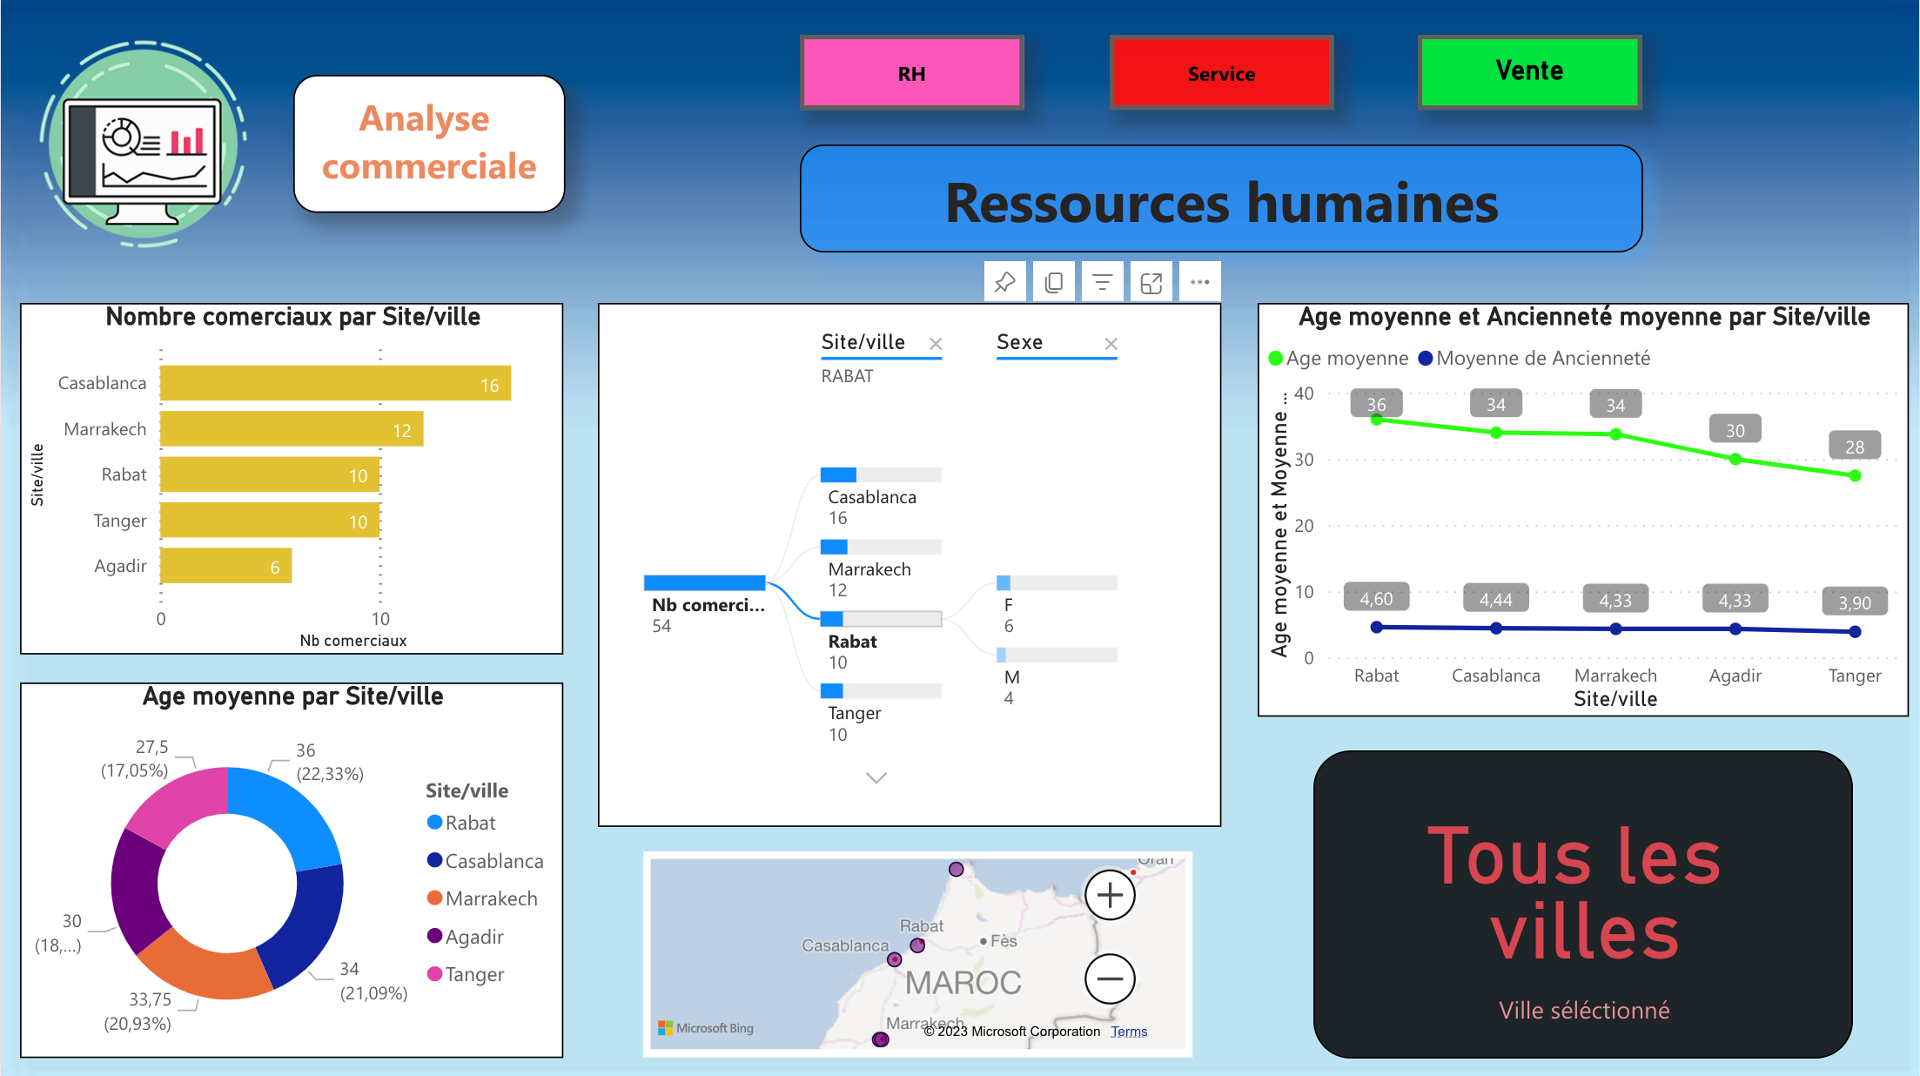 Analyse
commerciale
RH
Service
Vente
Ressources humaines
Nombre comerciaux par Site/ville
Site/ville
Casablanca
16
Marrakech
12
Rabat
10
Tanger
10
Agadir
6
0
10
Nb comerciaux
Age moyenne par Site/ville
27,5
(17,05%)
36
(22,33%)
30
(18,...)
34
(21,09%)
33,75
(20,93%)
Site/ville
Rabat
Casablanca
Marrakech
Agadir
Tanger
Site/ville
Sexe
RABAT
Nb comerci...
54
Casablanca
16
Marrakech
12
Rabat
10
Tanger
10
F
6
M
4
Oran
Rabat
Casablanca
Fès
MAROC
Marrakech
Microsoft Bing
© 2023 Microsoft Corporation Terms
Age moyenne et Ancienneté moyenne par Site/ville
Age moyenne
Moyenne de Ancienneté
Age moyenne et Moyenne ...
40
30
20
10
0
36
34
34
30
28
4,60
4,44
4,33
4,33
3,90
Rabat
Casablanca
Marrakech
Agadir
Tanger
Site/ville
Tous les
villes
Ville séléctionné